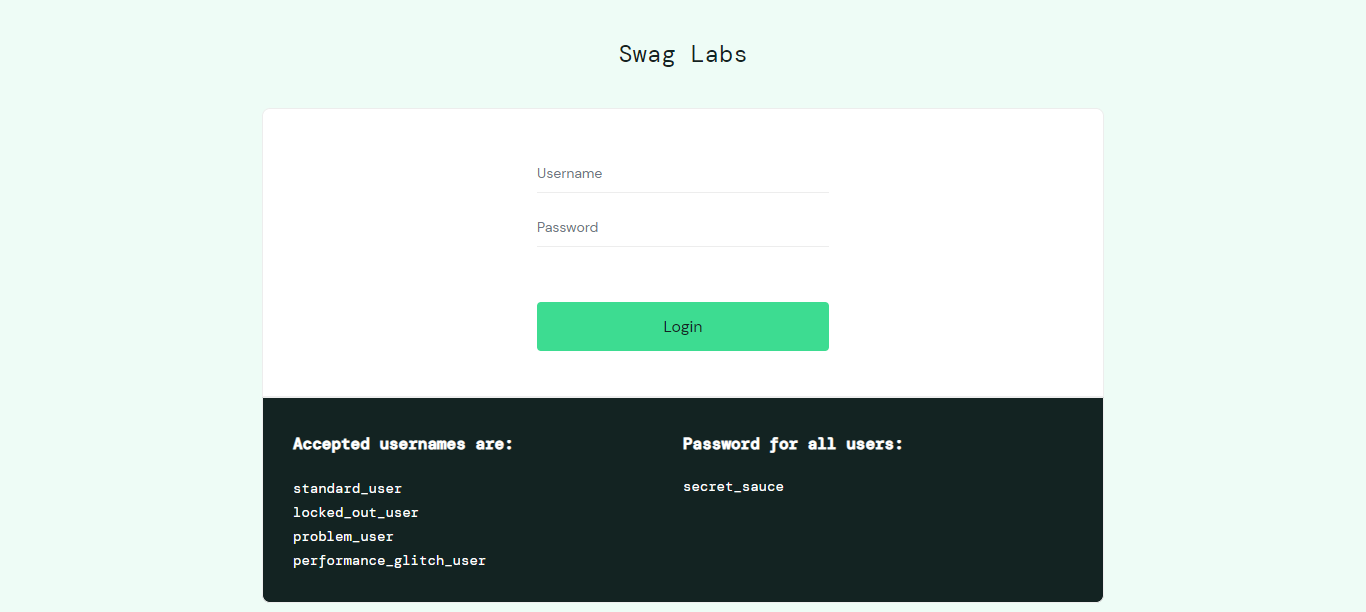 Swag Labs
Username
Password
Login
Accepted usernames are:
standard_user
locked_out_user
problem_user
performance_glitch_user
Password for all users:
secret_sauce